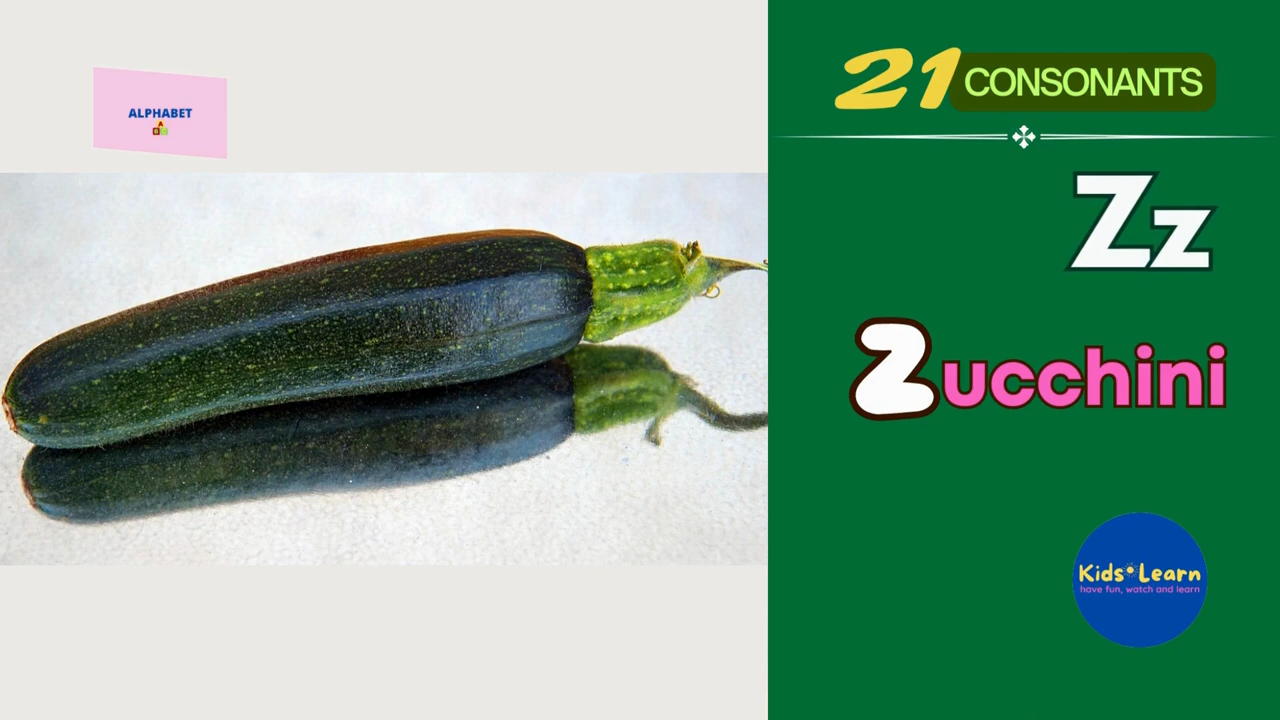 ALPHABET
A
B C
21 CONSONANTS
Zz
Zucchini
Kids Learn
have fun, watch and learn